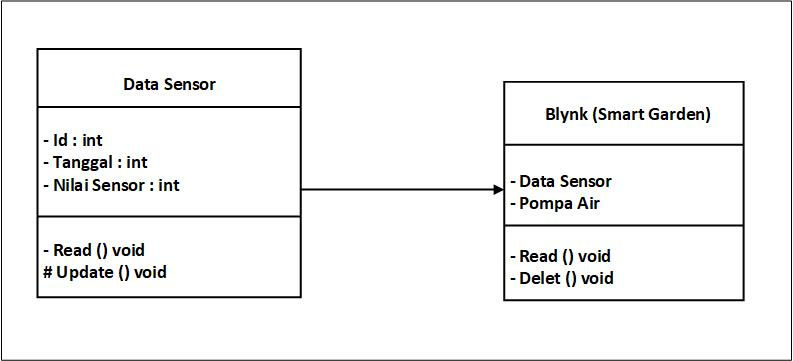 Data Sensor
- Id : int
- Tanggal : int
- Nilai Sensor : int
- Read () void
# Update () void
Blynk (Smart Garden)
- Data Sensor
- Pompa Air
- Read () void
- Delet () void